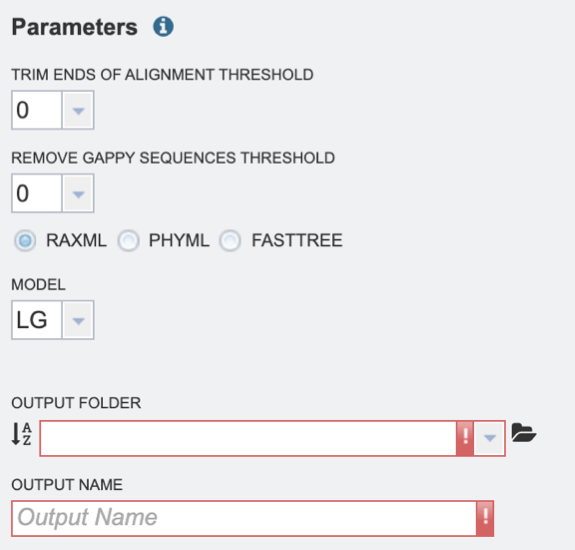 Parameters
TRIM ENDS OF ALIGNMENT THRESHOLD
0
REMOVE GAPPY SEQUENCES THRESHOLD
0
RAXML PHYML FASTTREE
MODEL
LG
OUTPUT FOLDER
A
Z
!
OUTPUT NAME
Output Name !